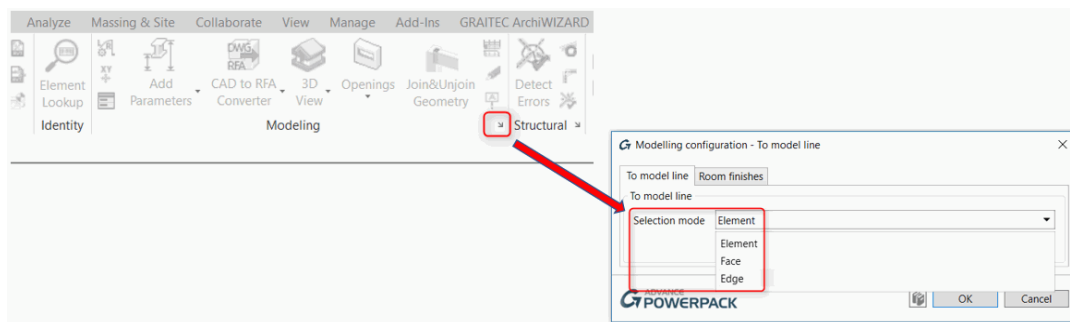 Analyze Massing & Site Collaborate View Manage Add-Ins GRAITEC ArchiWIZARD
DWG
RFA
XY
Element
Lookup
Add
Parameters
CAD to RFA
Converter
3D
View
Openings
Join&Unjoin
Geometry
Detect
Errors
Identity Modeling Structural
Modelling configuration - To model line
To model line Room finishes
To model line
Selection mode Element
Element
Face
Edge
ADVANCE
POWERPACK
OK Cancel